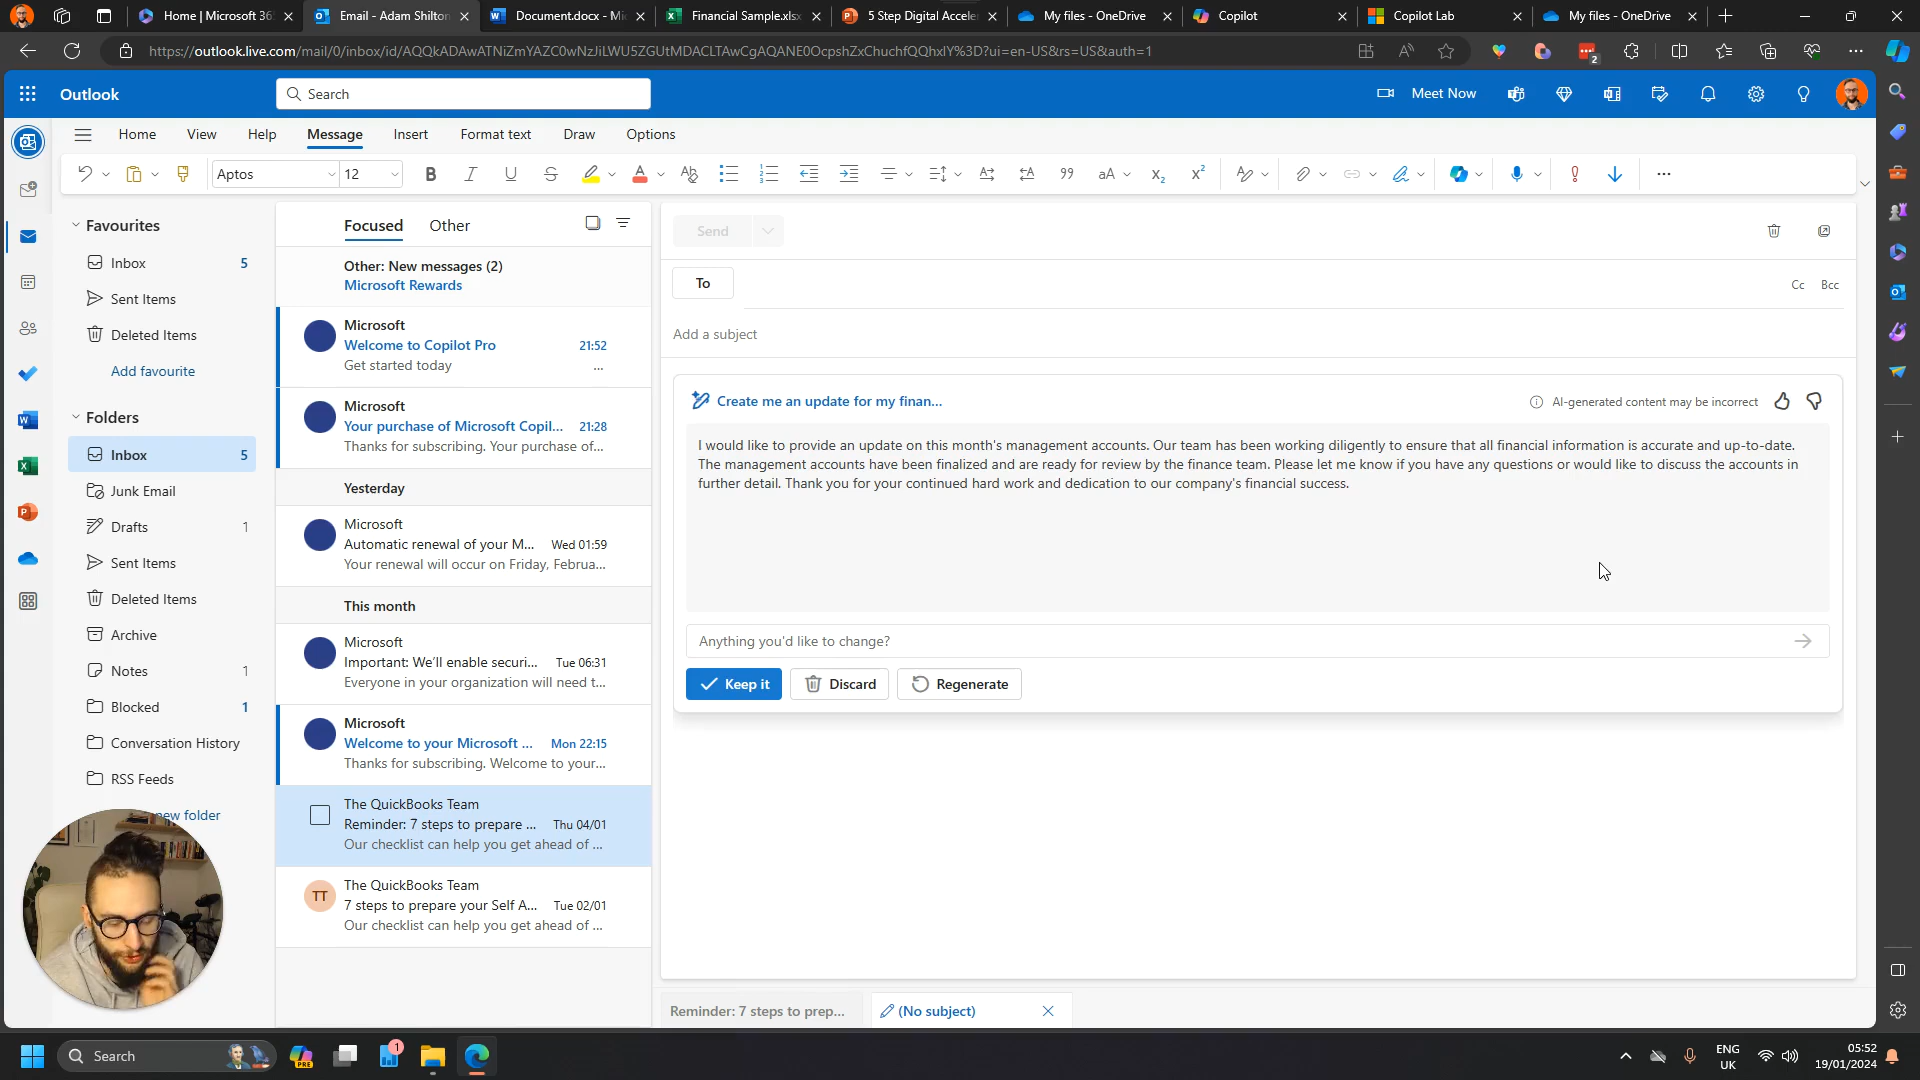 Home | Microsoft 36
Email - Adam Shilton
Document.docx - Mi
Financial Sample.xlsx
5 Step Digital Acceler
My files - OneDrive
Copilot
Copilot Lab
My files - OneDrive
https://outlook.live.com/mail/0/inbox/id/AQQkADAwATNiZmYAZC0wNzJiLWU5ZGUtMDACLTAwCgAQANE0OcpshZxChuchfQQhxlY%3D?ui=en-US&rs=US&auth=1
2
Outlook
Search
Meet Now
Home View Help Message Insert Format text Draw Options
Aptos 12
Favourites
Inbox 5
Sent Items
Deleted Items
Add favourite
Folders
Inbox 5
Junk Email
Drafts 1
Sent Items
Deleted Items
Archive
Notes 1
Blocked 1
Conversation History
RSS Feeds
new folder
Focused Other
Other: New messages (2)
Microsoft Rewards
Microsoft
Welcome to Copilot Pro 21:52
Get started today ...
Microsoft
Your purchase of Microsoft Copil... 21:28
Thanks for subscribing. Your purchase of...
Yesterday
Microsoft
Automatic renewal of your M... Wed 01:59
Your renewal will occur on Friday, Februa...
This month
Microsoft
Important: We'll enable securi... Tue 06:31
Everyone in your organization will need t...
Microsoft
Welcome to your Microsoft ... Mon 22:15
Thanks for subscribing. Welcome to your...
The QuickBooks Team
Reminder: 7 steps to prepare ... Thu 04/01
Our checklist can help you get ahead of ...
TT
The QuickBooks Team
7 steps to prepare your Self A... Tue 02/01
Our checklist can help you get ahead of ...
Send
To
Cc Bcc
Add a subject
Create me an update for my finan...
AI-generated content may be incorrect
I would like to provide an update on this month's management accounts. Our team has been working diligently to ensure that all financial information is accurate and up-to-date.
The management accounts have been finalized and are ready for review by the finance team. Please let me know if you have any questions or would like to discuss the accounts in
further detail. Thank you for your continued hard work and dedication to our company's financial success.
Anything you'd like to change?
Keep it Discard Regenerate
Reminder: 7 steps to prep...
(No subject)
Search
PRE
1
ENG
UK
05:52
19/01/2024